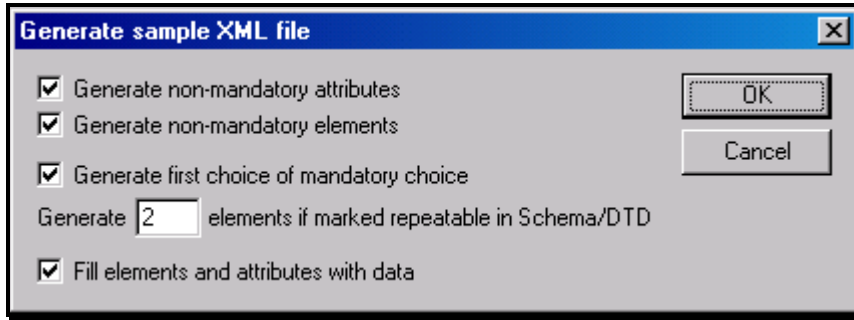 Generate sample XML file
Generate non-mandatory attributes
OK
Generate non-mandatory elements
Cancel
Generate first choice of mandatory choice
Generate 2 elements if marked repeatable in Schema/DTD
Fill elements and attributes with data